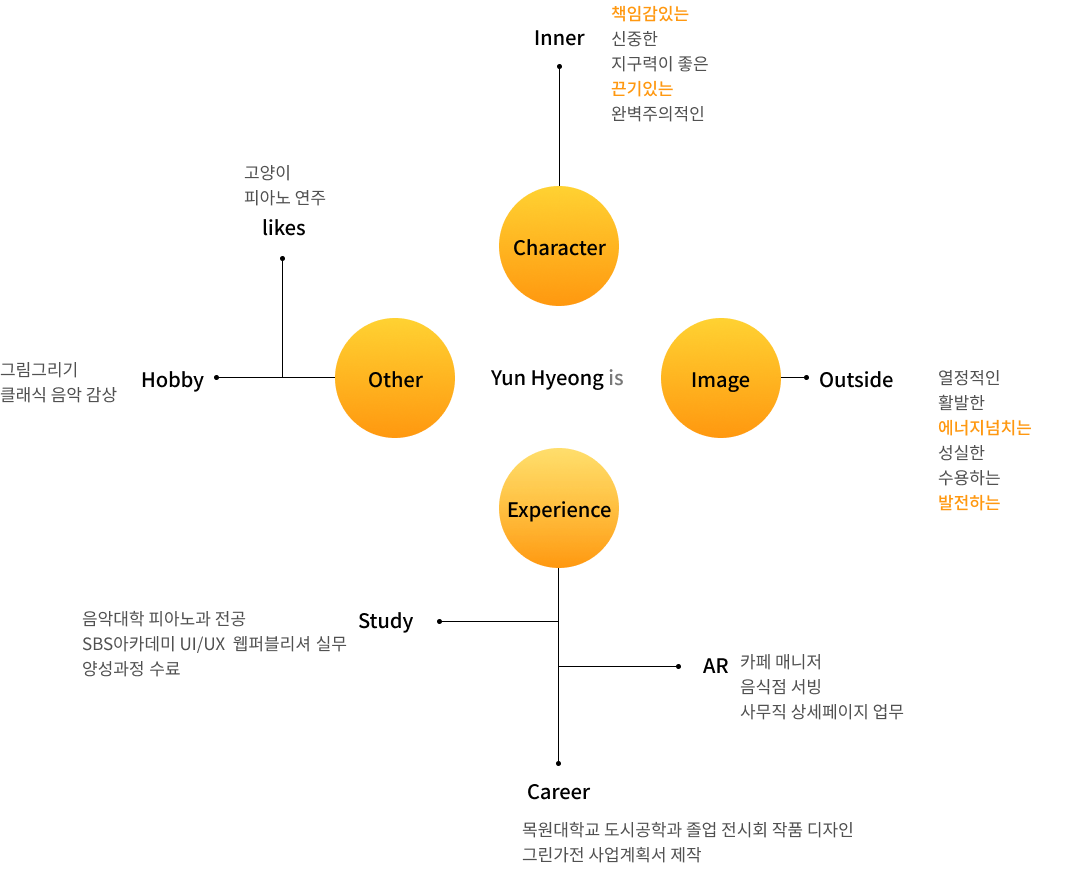 Inner
책임감있는
신중한
지구력이 좋은
끈기있는
완벽주의적인
고양이
피아노 연주
likes
Character
그림그리기
클래식 음악 감상
Hobby
Other
Yun Hyeong is
Image
Outside
열정적인
활발한
에너지넘치는
성실한
수용하는
발전하는
Experience
음악대학 피아노과 전공
SBS아카데미 UI/UX 웹퍼블리셔 실무
양성과정 수료
Study
AR
카페 매니저
음식점 서빙
사무직 상세페이지 업무
Career
목원대학교 도시공학과 졸업 전시회 작품 디자인
그린가전 사업계획서 제작